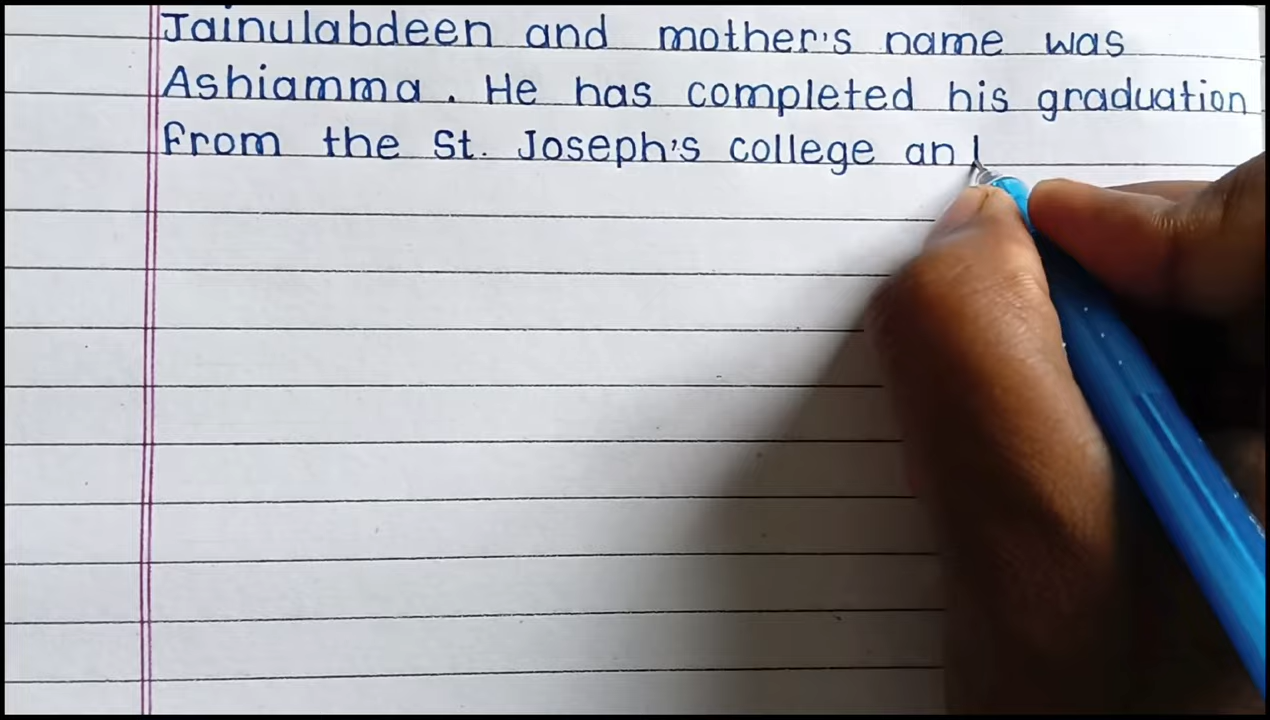 Jainulabdeen and mother's name was
Ashiamma. He has completed his graduation
from the St. Joseph's college an